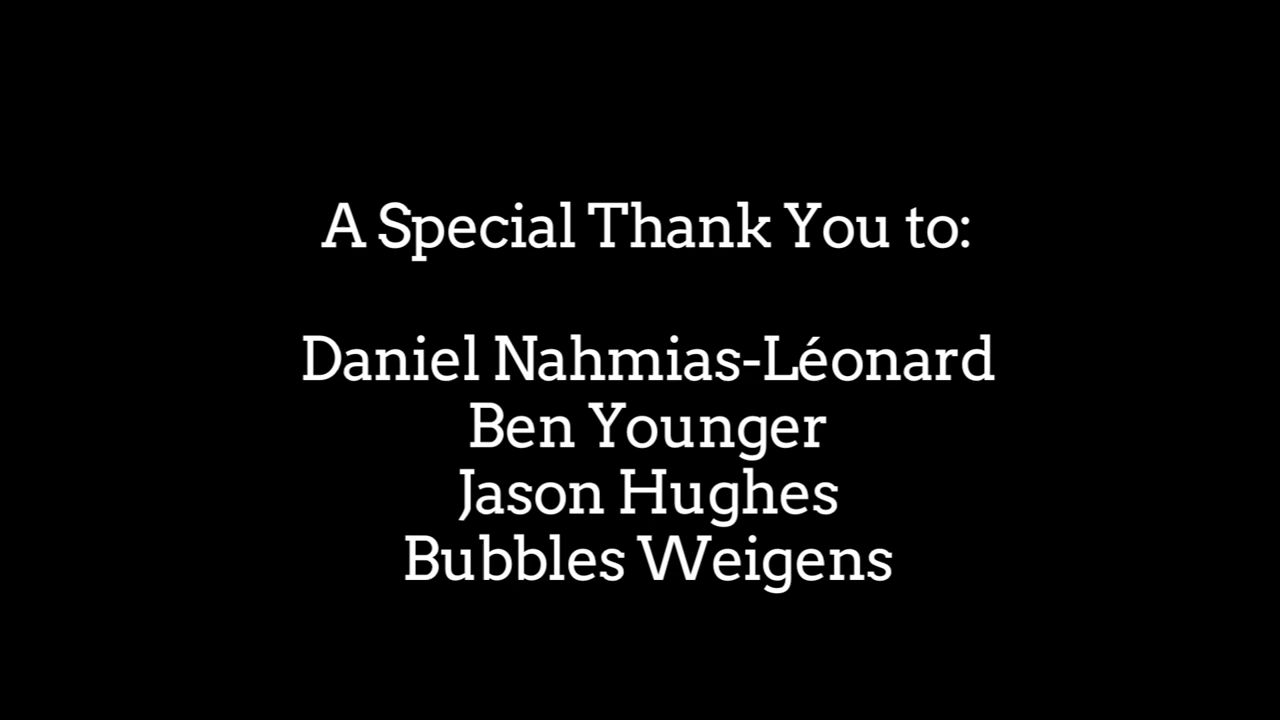 A Special Thank You to:
Daniel Nahmias-Léonard
Ben Younger
Jason Hughes
Bubbles Weigens